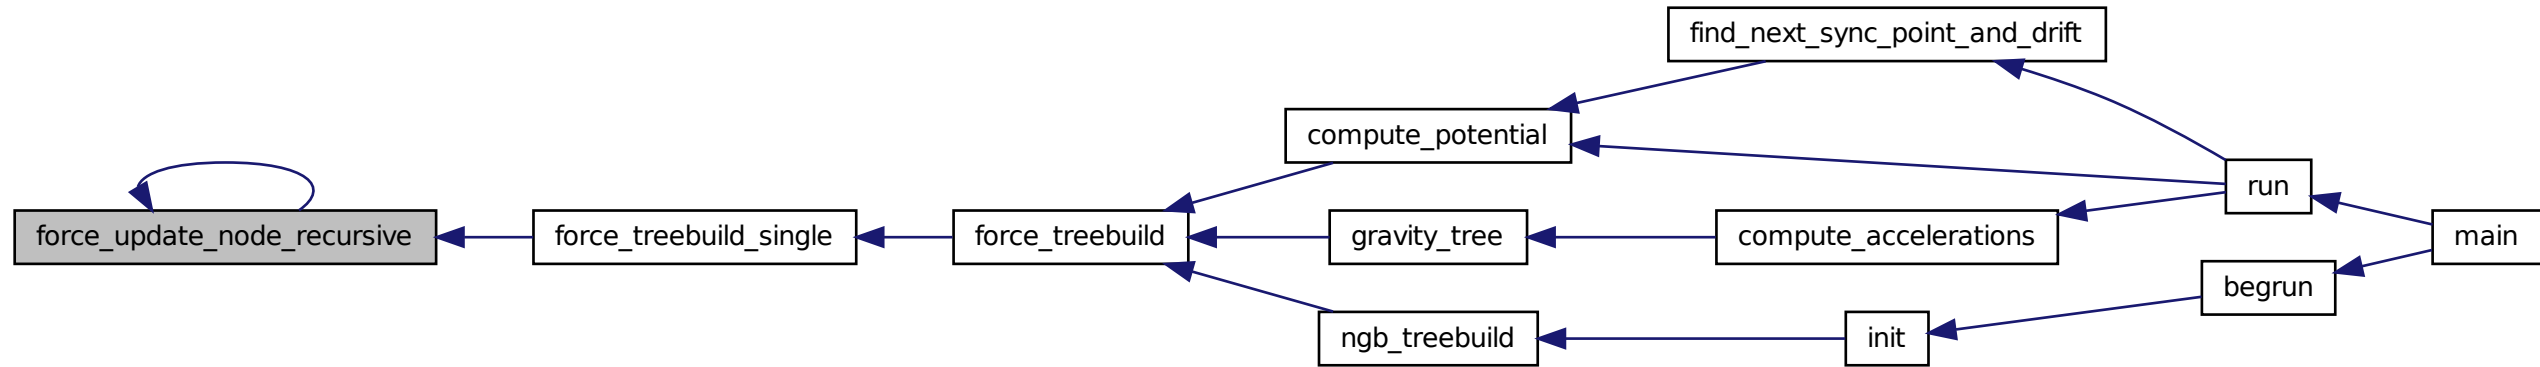 find_next_sync_point_and_drift
compute_potential
run
force_update_node_recursive
force_treebuild_single
force_treebuild
gravity_tree
compute_accelerations
main
begrun
ngb_treebuild
init